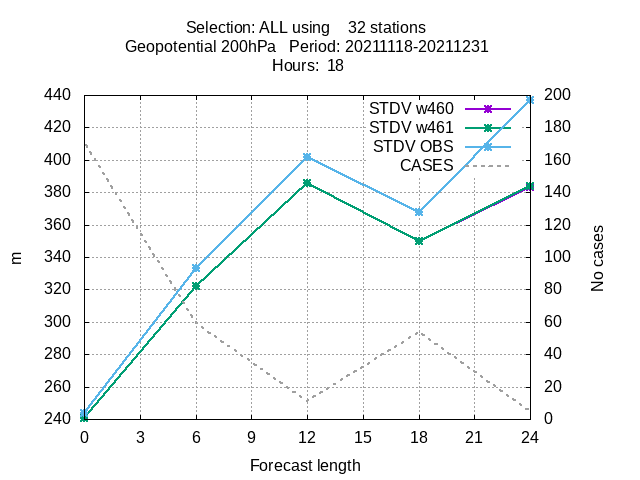 Selection: ALL using    32 stations
Geopotential 200hPa   Period: 20211118-20211231
Hours:  18
STDV w460
STDV w461
STDV OBS
CASES
440
420
400
380
360
340
320
300
280
260
240
200
180
160
140
120
100
80
60
40
20
0
m
No cases
0 3 6 9 12 15 18 21 24
Forecast length